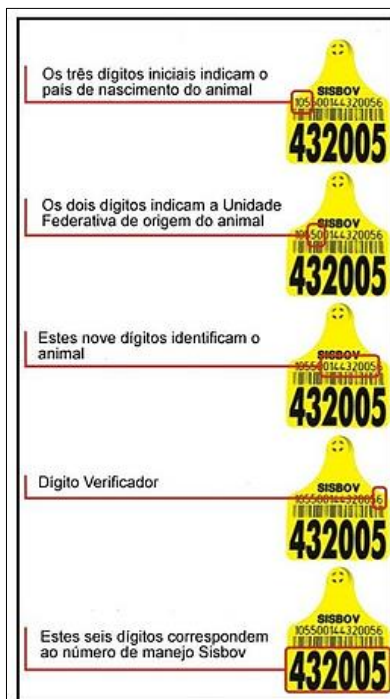 Os três dígitos iniciais indicam o
país de nascimento do animal
SISBOV
105500144320056
432005
Os dois dígitos indicam a Unidade
Federativa de origem do animal
SISBOV
105500144320056
432005
Estes nove dígitos identificam o
animal
SISBOV
105500144320056
432005
Dígito Verificador
SISBOV
105500144320056
432005
Estes seis dígitos correspondem
ao número de manejo Sisbov
SISBOV
105500144320056
432005